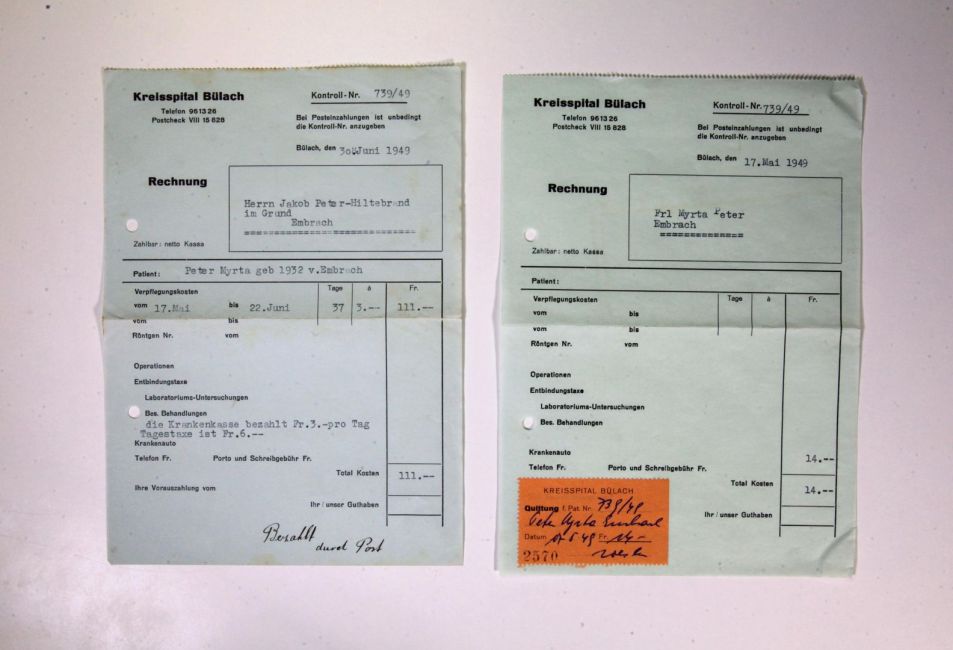 Kreisspital Bülach
Telefon 96 13 26
Postcheck VIII 15 828
Kontroll-Nr. 739/49
Bei Posteinzahlungen ist unbedingt
die Kontroll-Nr. anzugeben
Bülach, den 30. Juni 1949
Rechnung
Herrn Jakob Peter-Hiltebrand
im Grund
Embrach
Zahlbar: netto Kassa
Patient: Peter Myrta geb 1932 v.Embrach
Verpflegungskosten Tage à Fr.
vom 17.Mai bis 22.Juni 37 3.-- 111.--
vom bis
Röntgen Nr. vom
Operationen
Entbindungstaxe
Laboratoriums-Untersuchungen
Bes. Behandlungen
die Krankenkasse bezahlt Fr.3.-pro Tag
Tagestaxe ist Fr.6.--
Krankenauto
Telefon Fr. Porto und Schreibgebühr Fr.
Total Kosten 111.--
Ihre Vorauszahlung vom
Ihr/unser Guthaben
Bezahlt
durch Post
Kreisspital Bülach
Telefon 96 13 26
Postcheck VIII 15 828
Kontroll-Nr. 739/49
Bei Posteinzahlungen ist unbedingt
die Kontroll-Nr. anzugeben
Bülach, den 17.Mai 1949
Rechnung
Frl Myrta Peter
Embrach
Zahlbar: netto Kassa
Patient:
Verpflegungskosten Tage à Fr.
vom bis
vom bis
Röntgen Nr. vom
Operationen
Entbindungstaxe
Laboratoriums-Untersuchungen
Bes. Behandlungen
Krankenauto 14.--
Telefon Fr. Porto und Schreibgebühr Fr.
Total Kosten 14.--
Ihr/unser Guthaben
KREISSPITAL BÜLACH
Quittung f. Pat. Nr. 739/49
Peter Myrta Embrach
Datum 17 5 49 Fr. 14.-
2570